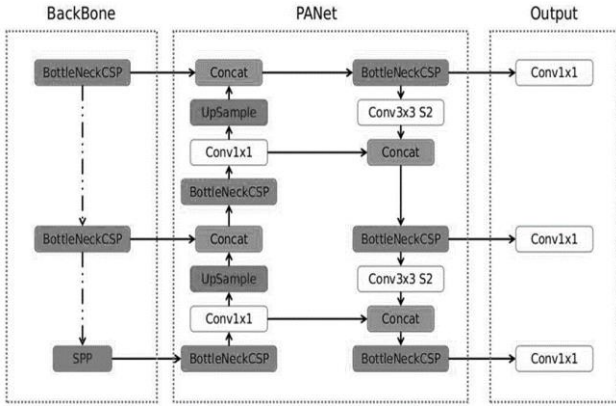 BackBone PANet Output
BottleNeckCSP Concat BottleNeckCSP Conv1x1
UpSample Conv3x3 S2
Conv1x1 Concat
BottleNeckCSP
BottleNeckCSP Concat BottleNeckCSP Conv1x1
UpSample Conv3x3 S2
Conv1x1 Concat
SPP BottleNeckCSP BottleNeckCSP Conv1x1